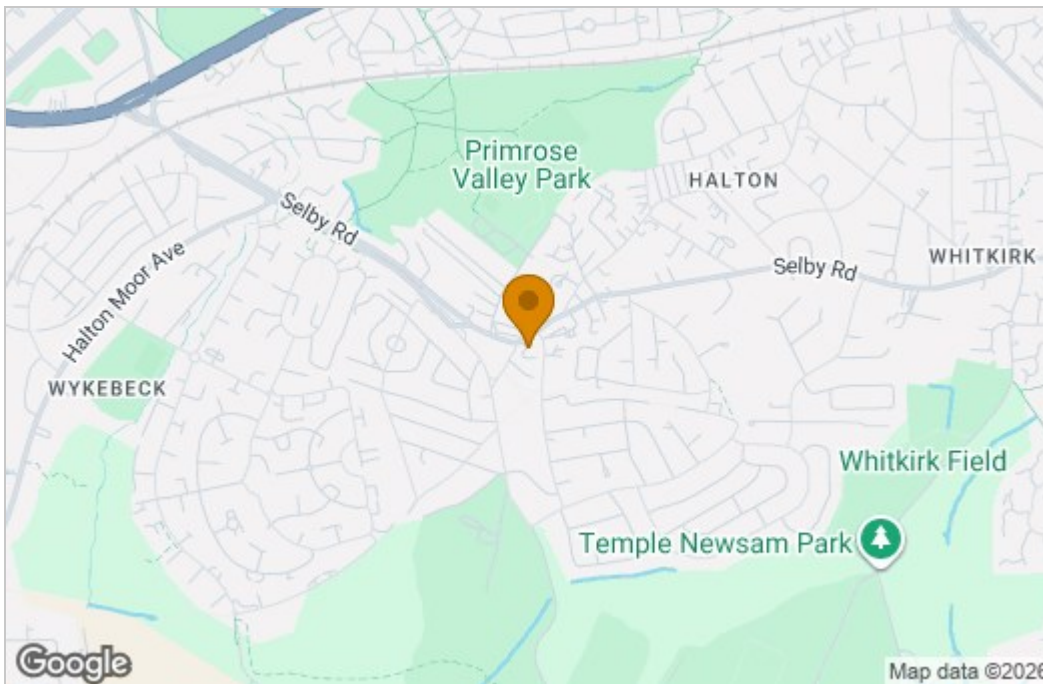 Primrose
Valley Park
HALTON
Selby Rd
Halton Moor Ave
Selby Rd
WHITKIRK
WYKEBECK
Whitkirk Field
Temple Newsam Park
Google
Map data ©2026